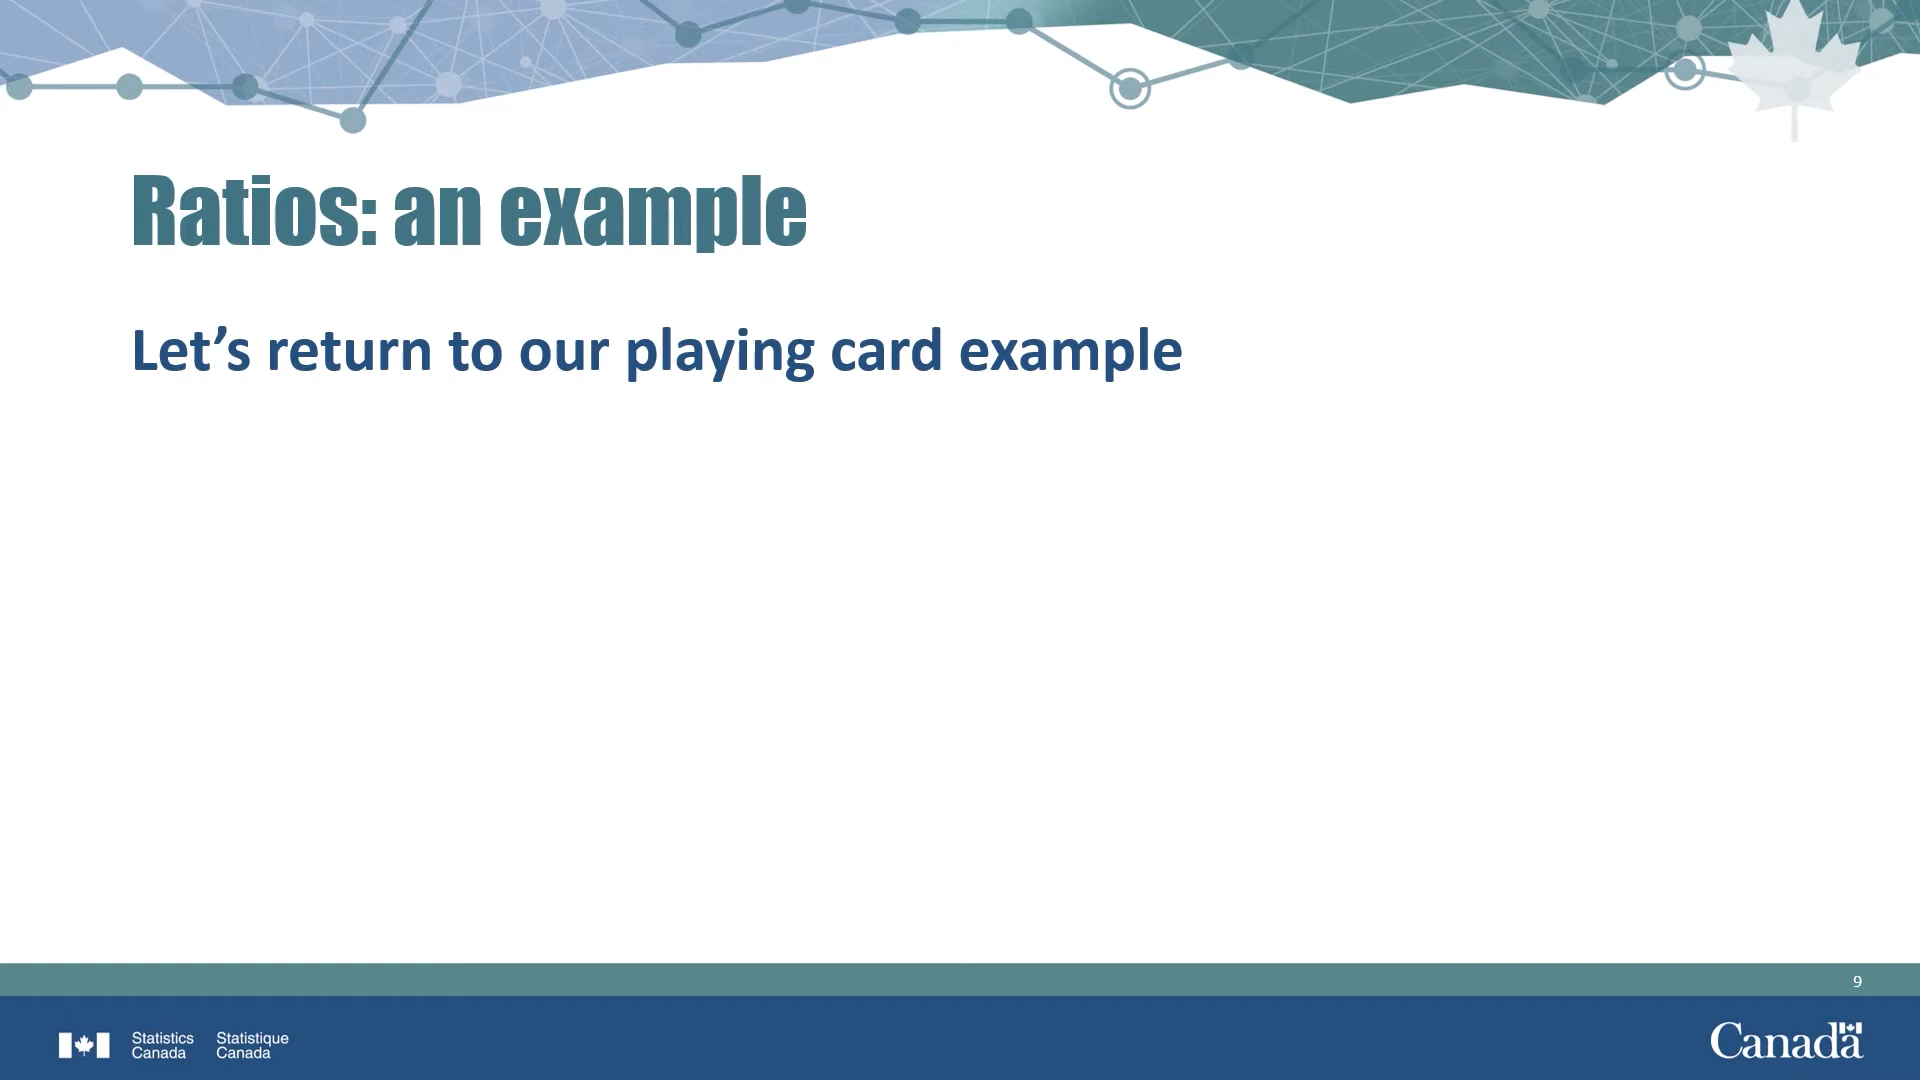 Ratios: an example
Let’s return to our playing card example
9
Statistics Statistique
Canada Canada
Canada